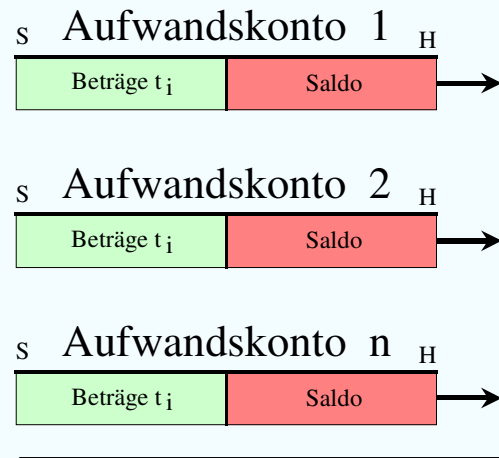 S Aufwandskonto 1 H
Beträge t i Saldo
S Aufwandskonto 2 H
Beträge t i Saldo
S Aufwandskonto n H
Beträge t i Saldo